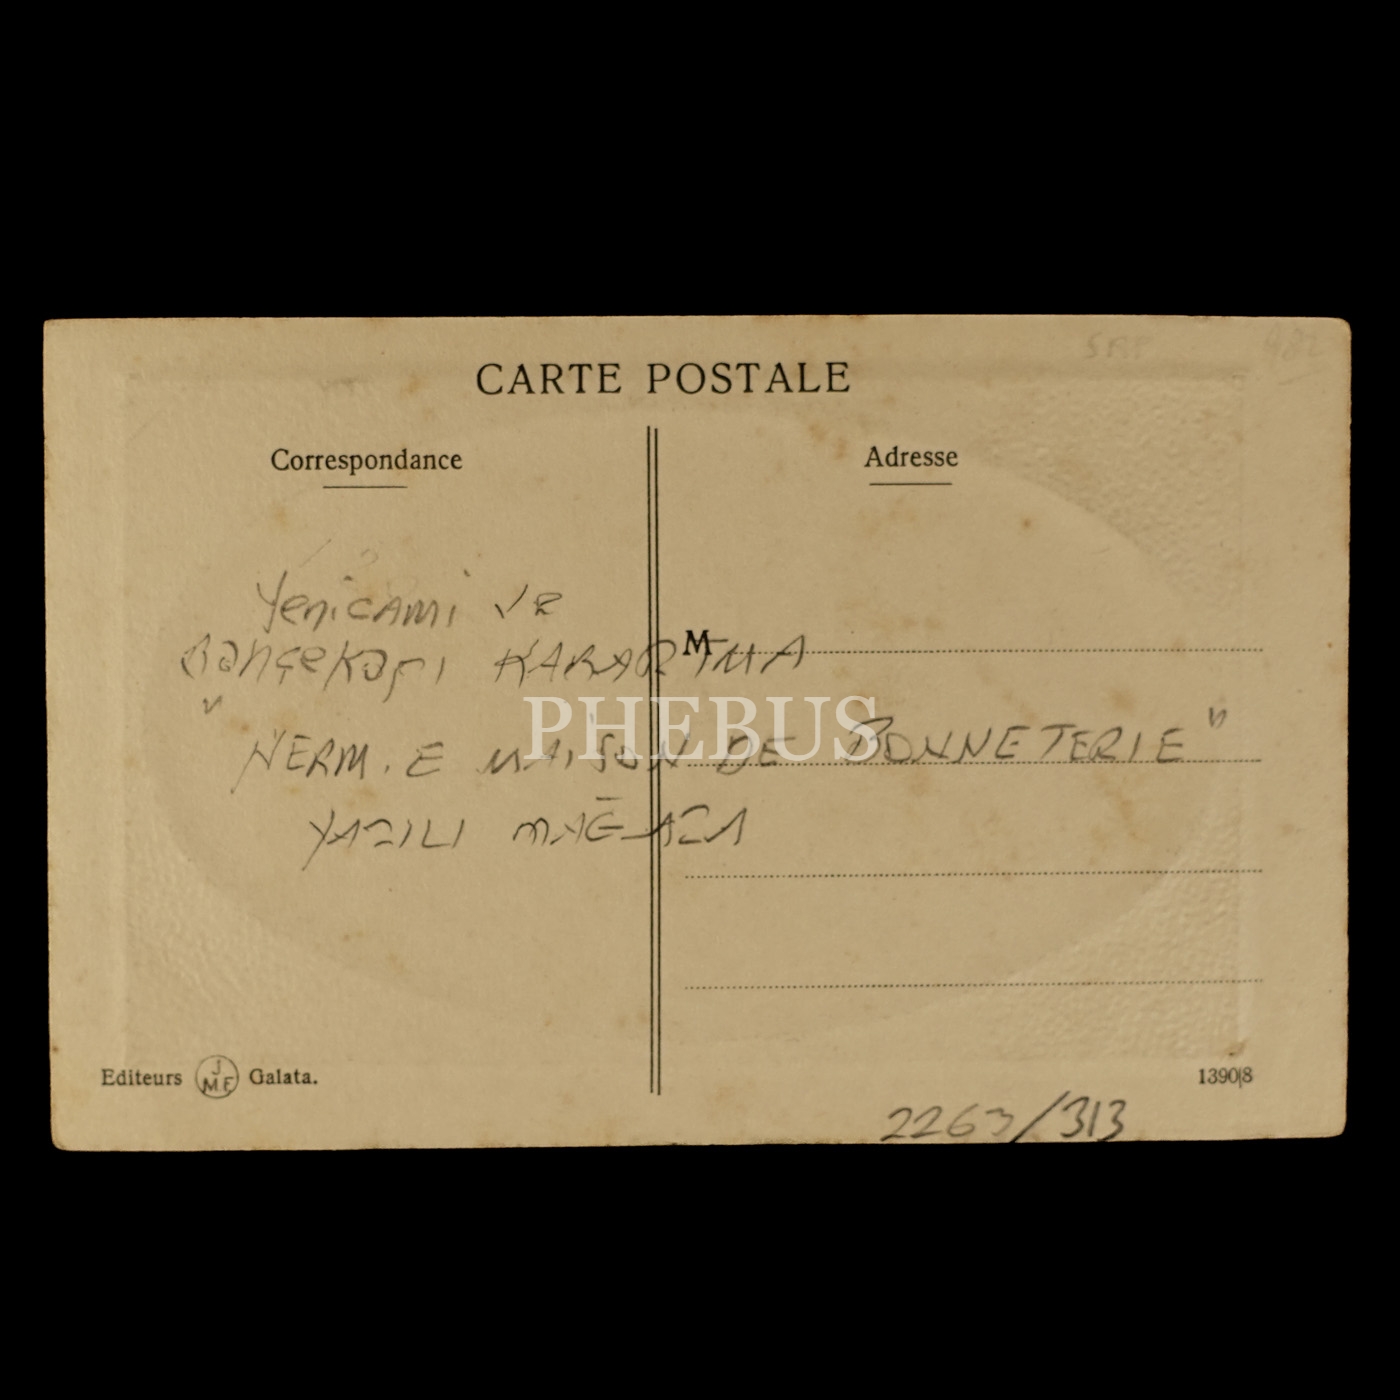 CARTE POSTALE
Correspondance
Adresse
Yenicami ve
Bahçekapı KARAKTMA
M
PHEBUS
"HERM. E MAISON DE BONNETERIE"
YAZILI MAĞAZA
Editeurs JMF Galata.
1390|8
2263/313